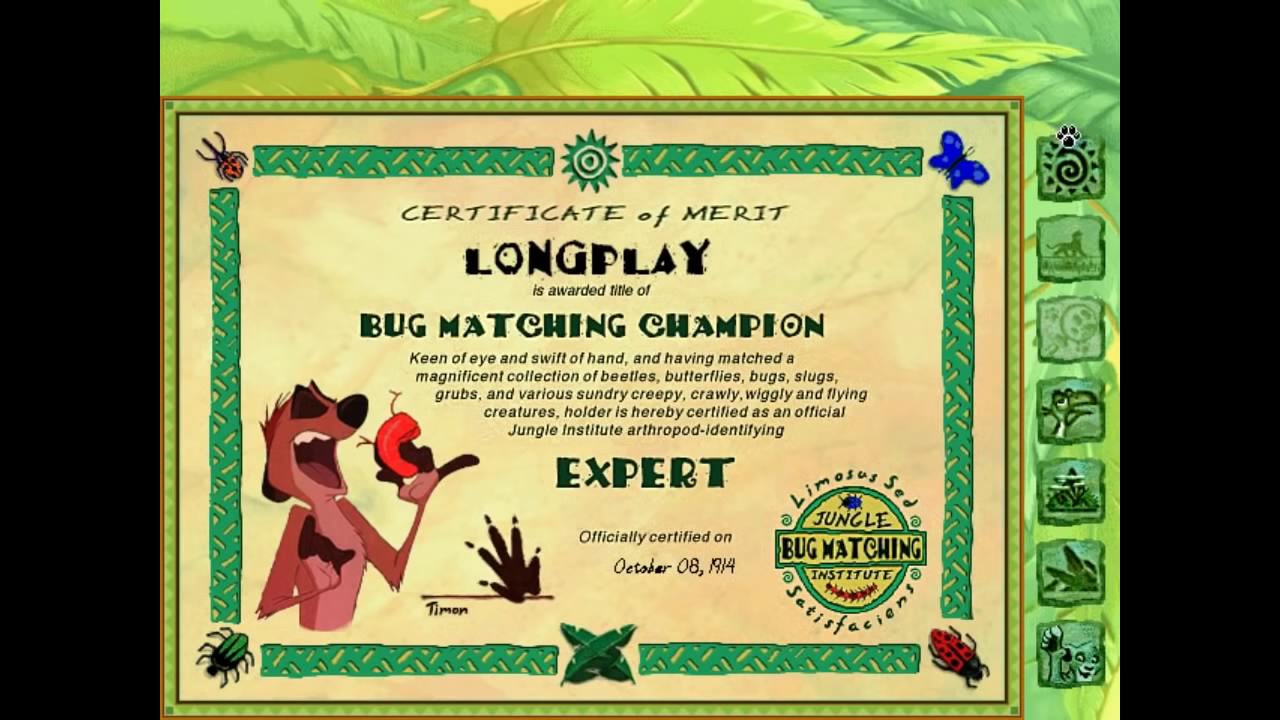 CERTIFICATE of MERIT
LONGPLAY
is awarded title of
BUG MATCHING CHAMPION
Keen of eye and swift of hand, and having matched a
magnificent collection of beetles, butterflies, bugs, slugs,
grubs, and various sundry creepy, crawly, wiggly and flying
creatures, holder is hereby certified as an official
Jungle Institute arthropod-identifying
EXPERT
Officially certified on
October 08, 1914
Timon
Limosus Sed
JUNGLE
BUG MATCHING
INSTITUTE
Satisfaciens